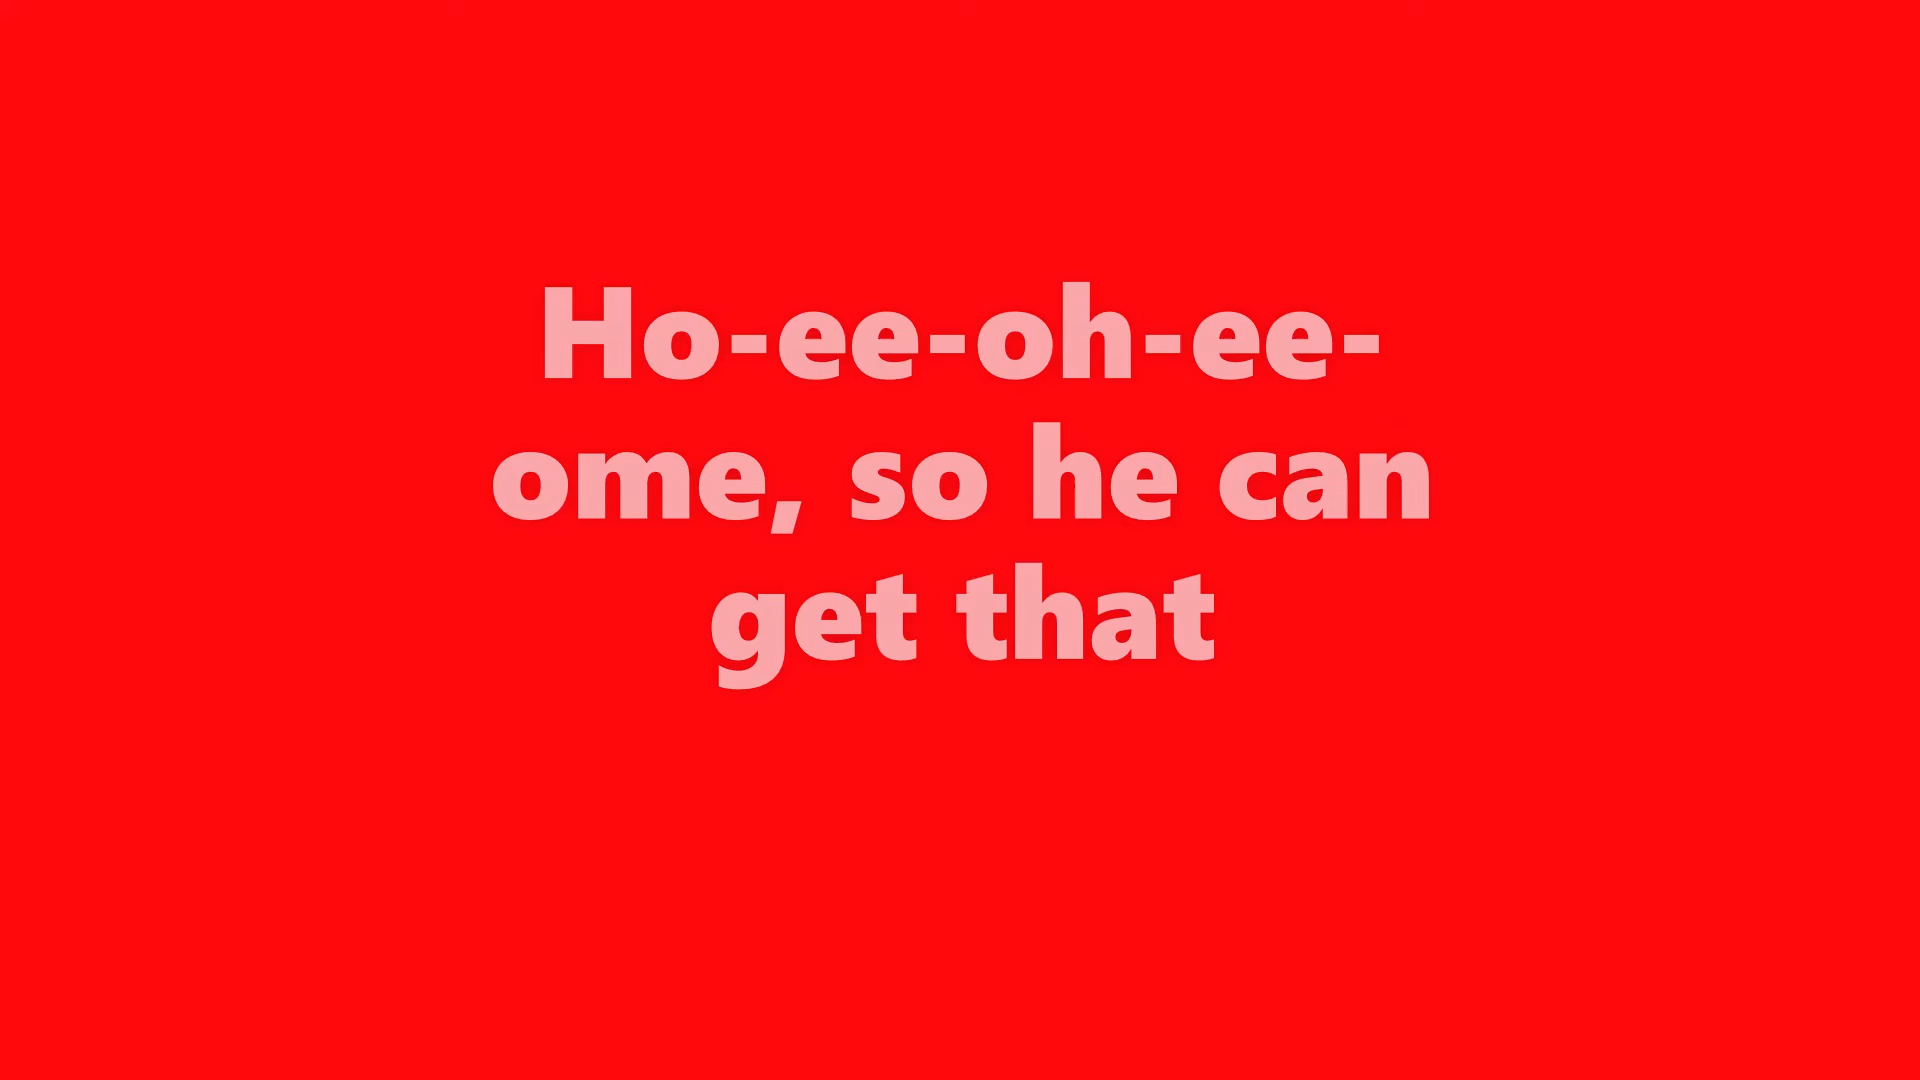 Ho-ee-oh-ee-
ome, so he can
get that